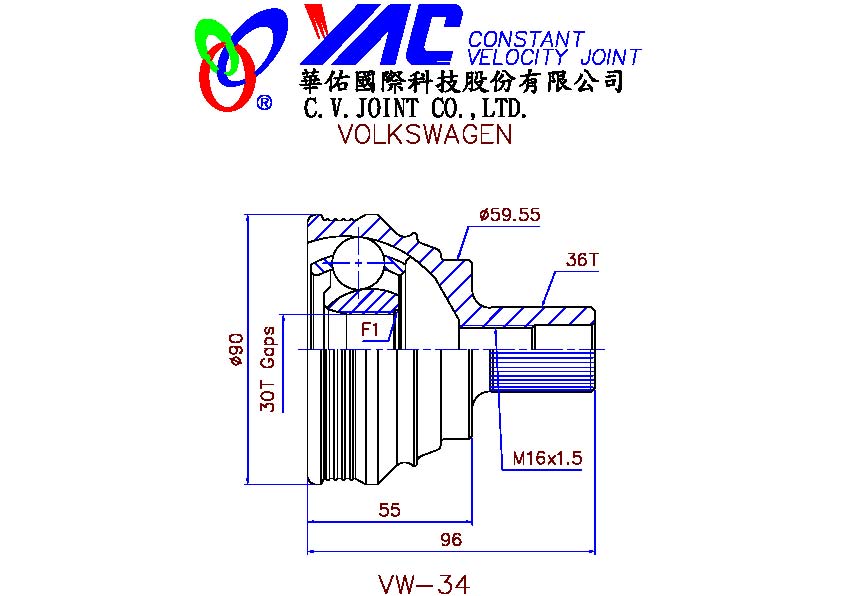 YAC CONSTANT
VELOCITY JOINT
®
華佑國際科技股份有限公司
C.V.JOINT CO.,LTD.
VOLKSWAGEN
ø59.55
36T
F1
ø90
30T Gaps
M16x1.5
55
96
VW-34